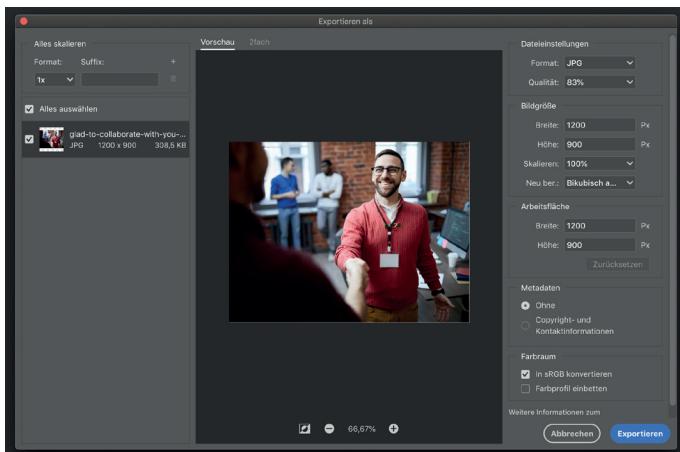 Exportieren als
Alles skalieren
Format: Suffix: +
1x
Alles auswählen
glad-to-collaborate-with-you-...
JPG 1200 x 900 308,5 KB
Vorschau 2fach
66,67%
Dateieinstellungen
Format: JPG
Qualität: 83%
Bildgröße
Breite: 1200 Px
Höhe: 900 Px
Skalieren: 100%
Neu ber.: Bikubisch a...
Arbeitsfläche
Breite: 1200 Px
Höhe: 900 Px
Zurücksetzen
Metadaten
Ohne
Copyright- und
Kontaktinformationen
Farbraum
In sRGB konvertieren
Farbprofil einbetten
Weitere Informationen zum
Abbrechen Exportieren